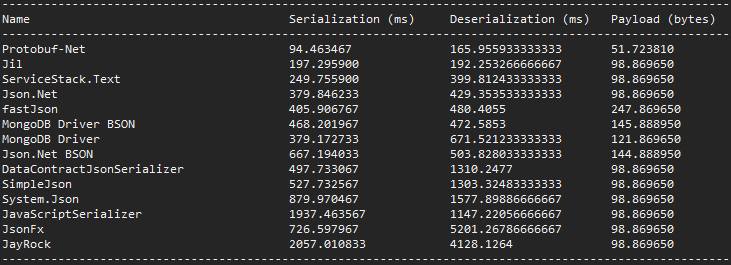 Name Serialization (ms) Deserialization (ms) Payload (bytes)
Protobuf-Net 94.463467 165.955933333333 51.723810
Jil 197.295900 192.253266666667 98.869650
ServiceStack.Text 249.755900 399.812433333333 98.869650
Json.Net 379.846233 429.353533333333 98.869650
fastJson 405.906767 480.4055 247.869650
MongoDB Driver BSON 468.201967 472.5853 145.888950
MongoDB Driver 379.172733 671.521233333333 121.869650
Json.Net BSON 667.194033 503.828033333333 144.888950
DataContractJsonSerializer 497.733067 1310.2477 98.869650
SimpleJson 527.732567 1303.32483333333 98.869650
System.Json 879.970467 1577.89886666667 98.869650
JavaScriptSerializer 1937.463567 1147.22056666667 98.869650
JsonFx 726.597967 5201.26786666667 98.869650
JayRock 2057.010833 4128.1264 98.869650